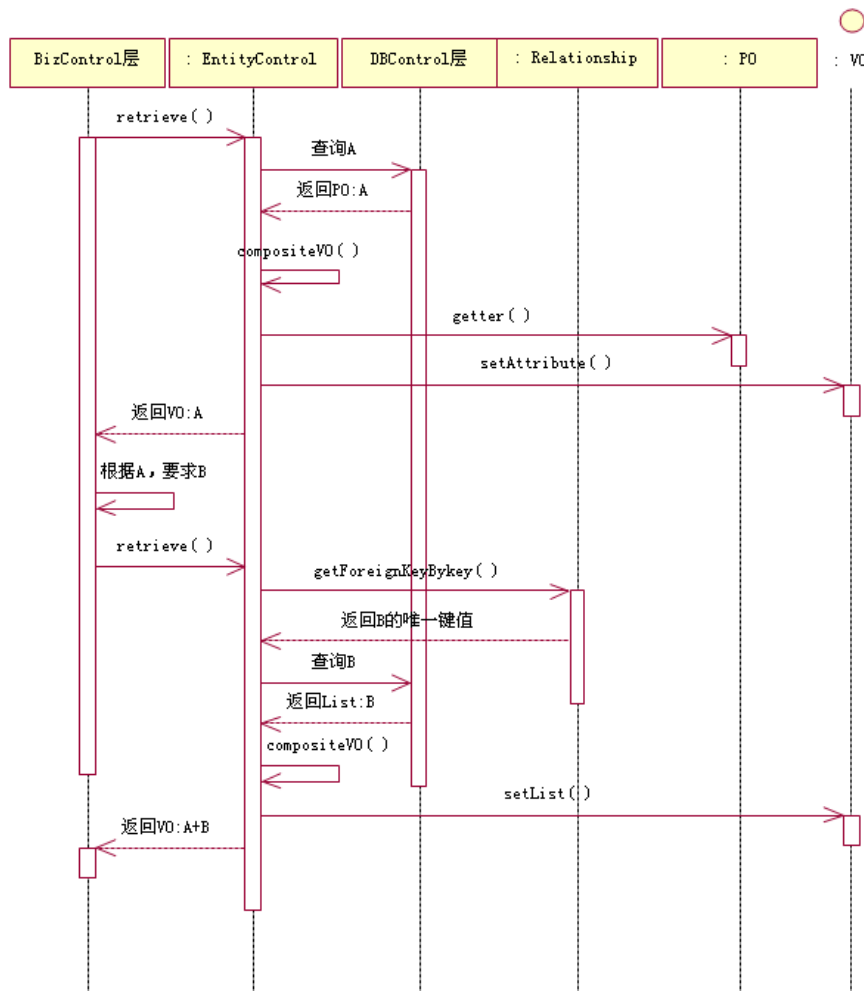 BizControl层
: EntityControl
DBControl层
: Relationship
: PO
: VO
retrieve( )
查询A
返回PO:A
compositeVO( )
getter( )
setAttribute( )
返回VO:A
根据A，要求B
retrieve( )
getForeignKeyBykey( )
返回B的唯一键值
查询B
返回List:B
compositeVO( )
setList( )
返回VO:A+B